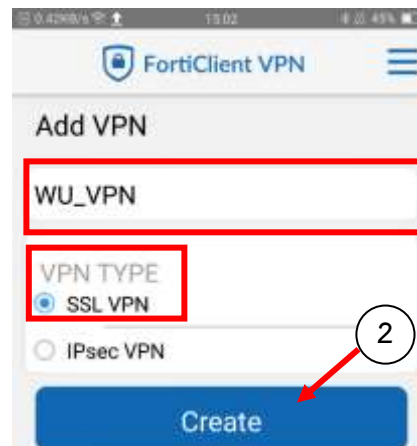 15:02
45%
FortiClient VPN
Add VPN
WU_VPN
VPN TYPE
SSL VPN
IPsec VPN
2
Create